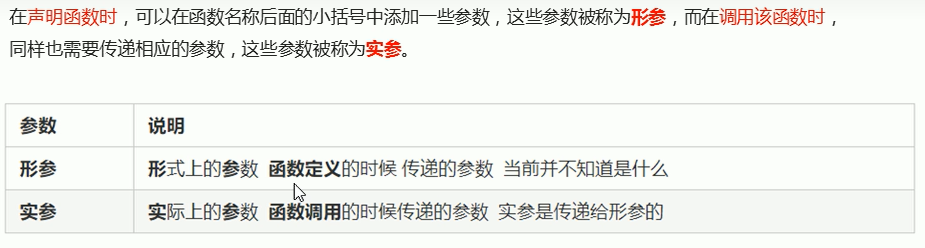 在声明函数时，可以在函数名称后面的小括号中添加一些参数，这些参数被称为形参，而在调用该函数时，
同样也需要传递相应的参数，这些参数被称为实参。
参数 说明
形参 形式上的参数 函数定义的时候 传递的参数 当前并不知道是什么
实参 实际上的参数 函数调用的时候传递的参数 实参是传递给形参的